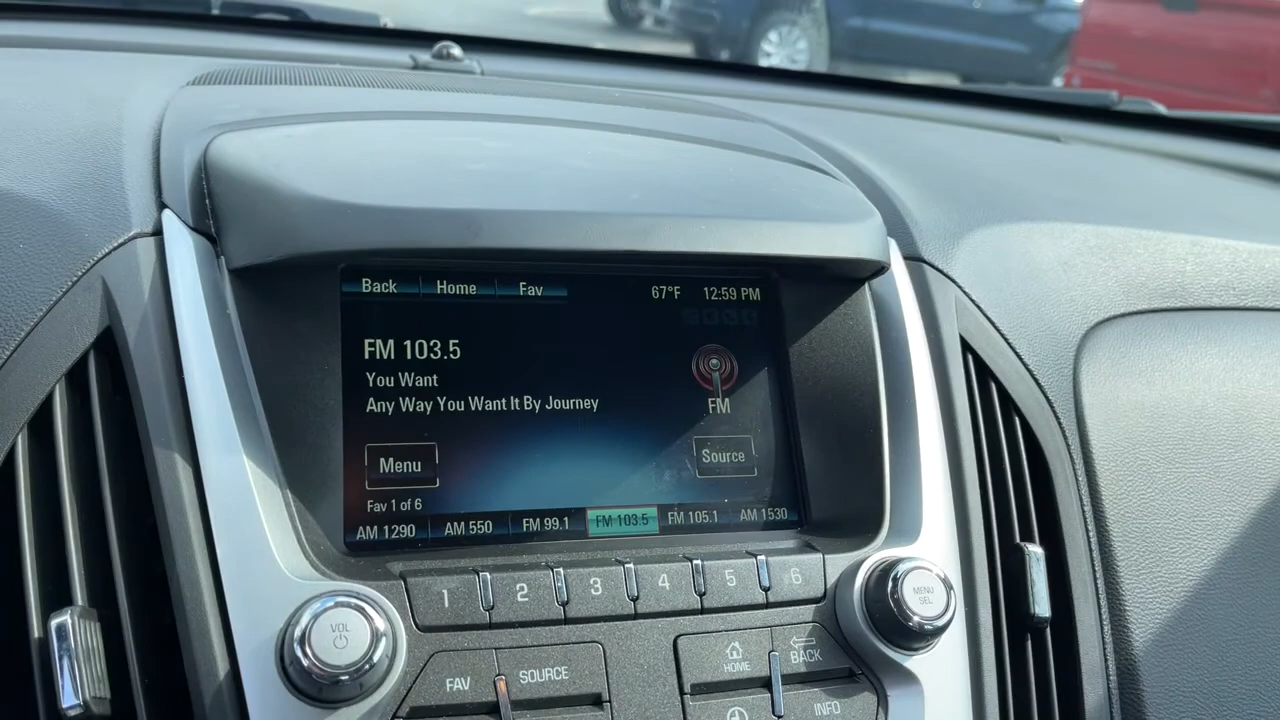 Back Home Fav 67°F 12:59 PM
FM 103.5
You Want
Any Way You Want It By Journey
FM
Menu
Source
Fav 1 of 6
AM 1290 AM 550 FM 99.1 FM 103.5 FM 105.1 AM 1530
1 2 3 4 5 6
VOL
MENU
SEL
FAV SOURCE
HOME
BACK
INFO